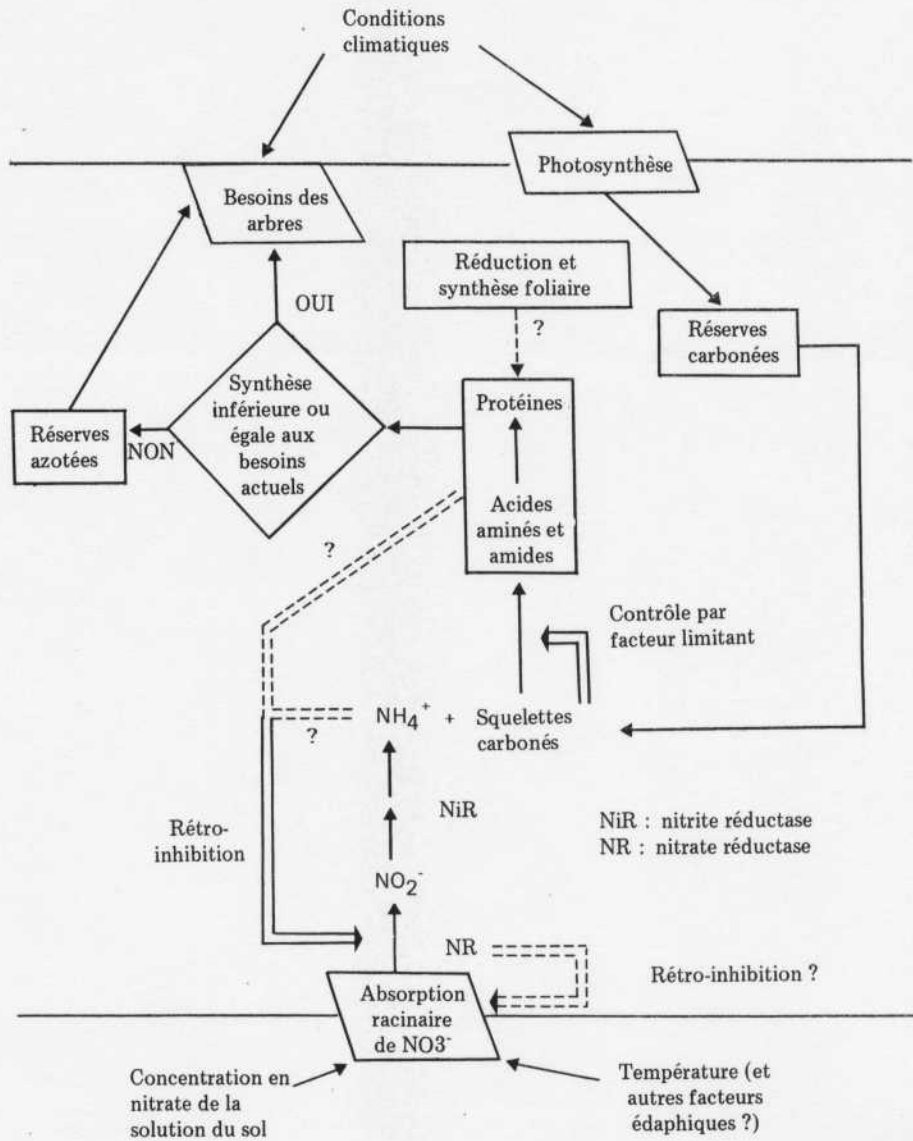 Conditions
climatiques
Photosynthèse
Besoins des
arbres
Réduction et
synthèse foliaire
OUI
?
Réserves
carbonées
Synthèse
inférieure ou
égale aux
besoins
actuels
Protéines
Réserves
azotées
NON
Acides
aminés et
amides
?
Contrôle par
facteur limitant
NH4+ + Squelettes
carbonés
?
NiR
NiR : nitrite réductase
NR : nitrate réductase
Rétro-
inhibition
NO2-
NR
Rétro-inhibition ?
Absorption
racinaire
de NO3-
Concentration en
nitrate de la
solution du sol
Température (et
autres facteurs
édaphiques ?)